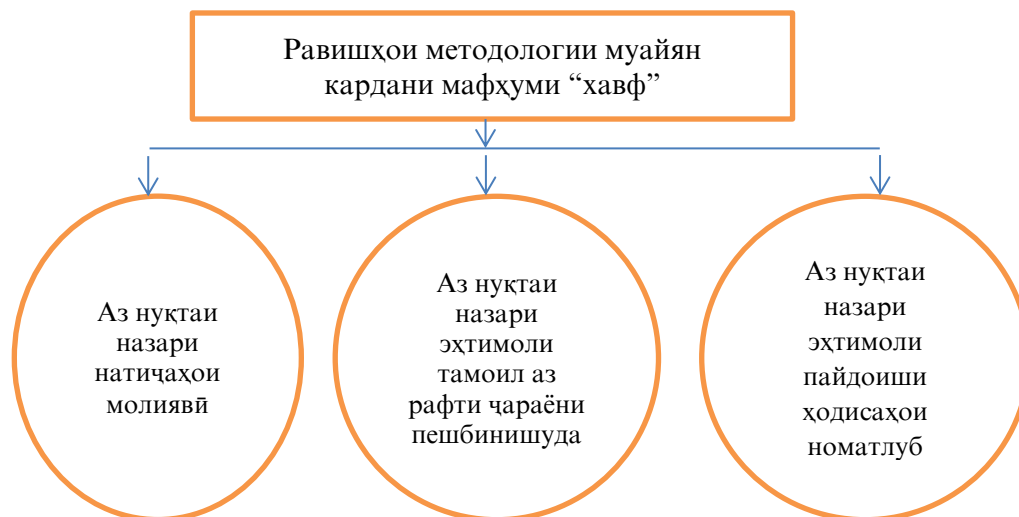 Равишҳои методологии муайян
кардани мафҳуми “хавф”
Аз нуқтаи
назари
натиҷаҳои
молиявӣ
Аз нуқтаи
назари
эҳтимоли
тамоил аз
рафти ҷараёни
пешбинишуда
Аз нуқтаи
назари
эҳтимоли
пайдоиши
ҳодисаҳои
номатлуб